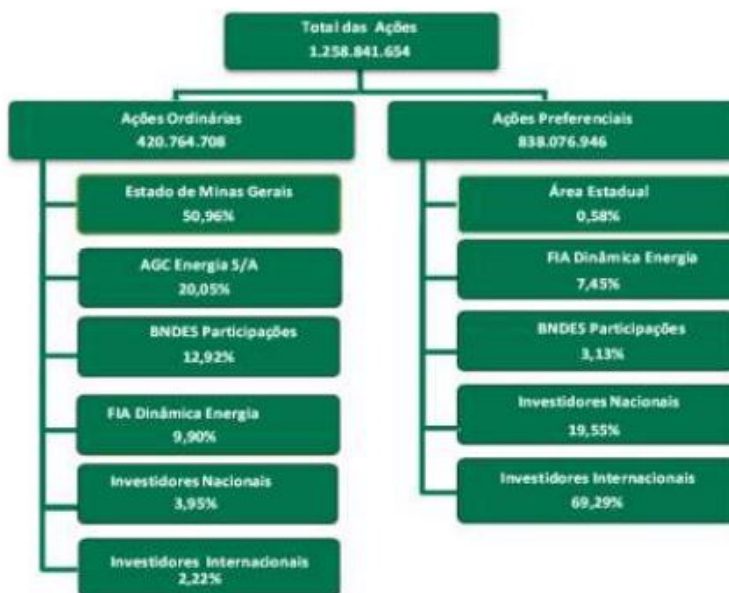 Total das Ações
1.258.841.654
Ações Ordinárias
420.764.708
Estado de Minas Gerais
50,96%
AGC Energia S/A
20,05%
BNDES Participações
12,92%
FIA Dinâmica Energia
9,90%
Investidores Nacionais
3,95%
Investidores Internacionais
2,22%
Ações Preferenciais
838.076.946
Área Estadual
0,58%
FIA Dinâmica Energia
7,45%
BNDES Participações
3,13%
Investidores Nacionais
19,55%
Investidores Internacionais
69,29%